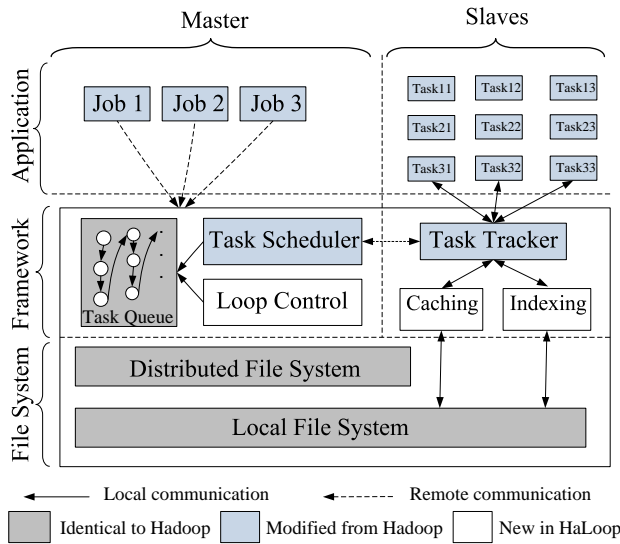 Master
Slaves
Application
Job 1 Job 2 Job 3
Task11 Task12 Task13
Task21 Task22 Task23
Task31 Task32 Task33
Framework
Task Queue
Task Scheduler
Loop Control
Task Tracker
Caching Indexing
File System
Distributed File System
Local File System
Local communication Remote communication
Identical to Hadoop Modified from Hadoop New in HaLoop